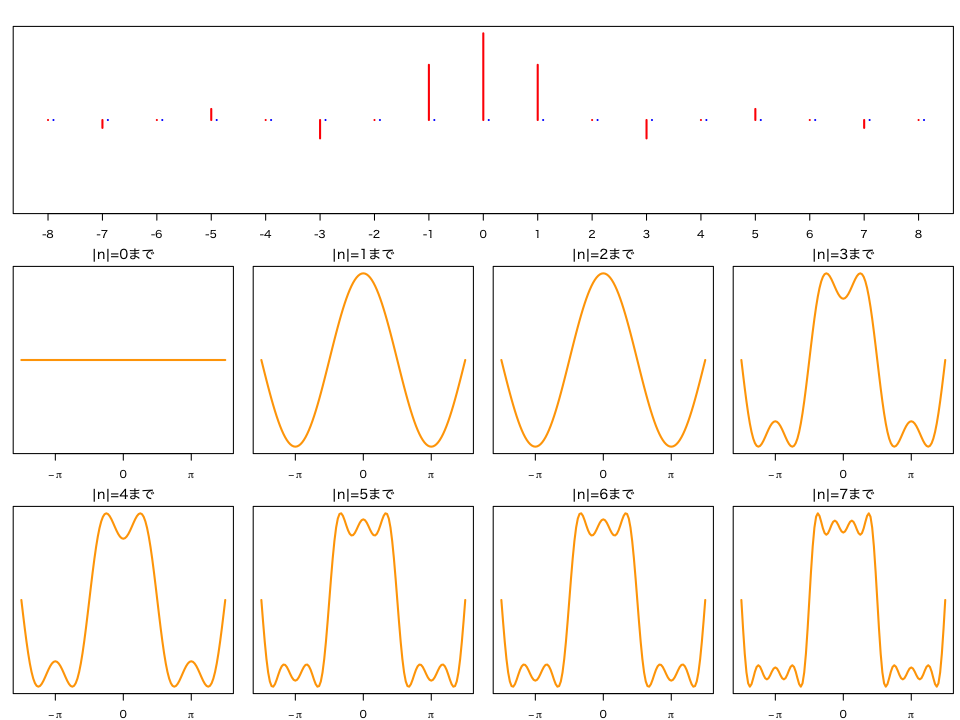 -8 -7 -6 -5 -4 -3 -2 -1 0 1 2 3 4 5 6 7 8
|n|=0まで |n|=1まで |n|=2まで |n|=3まで
-π 0 π -π 0 π -π 0 π -π 0 π
|n|=4まで |n|=5まで |n|=6まで |n|=7まで
-π 0 π -π 0 π -π 0 π -π 0 π